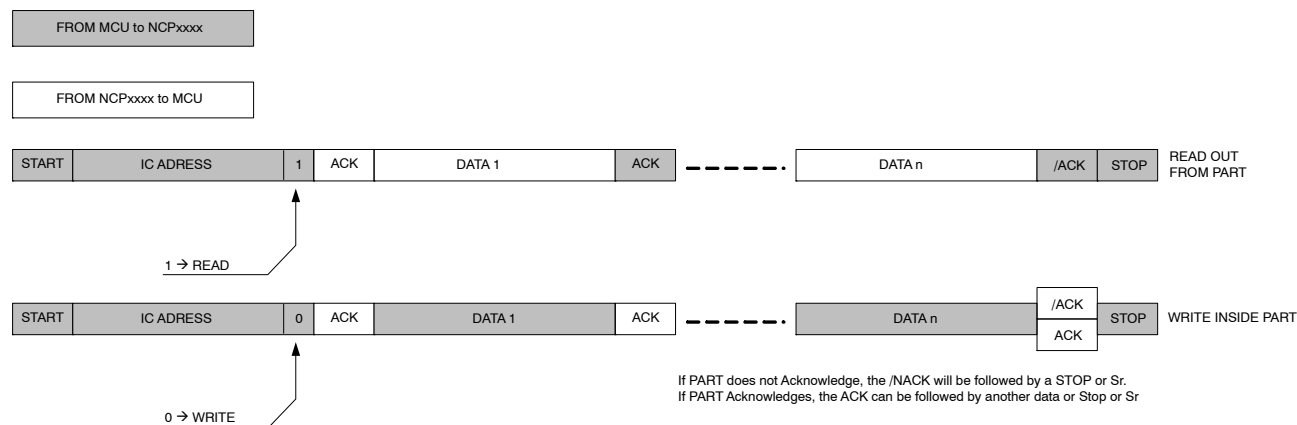 FROM MCU to NCPxxxx
FROM NCPxxxx to MCU
START IC ADRESS 1 ACK DATA 1 ACK DATA n /ACK STOP READ OUT
FROM PART
1 → READ
START IC ADRESS 0 ACK DATA 1 ACK DATA n /ACK STOP WRITE INSIDE PART
ACK
If PART does not Acknowledge, the /NACK will be followed by a STOP or Sr.
If PART Acknowledges, the ACK can be followed by another data or Stop or Sr
0 → WRITE